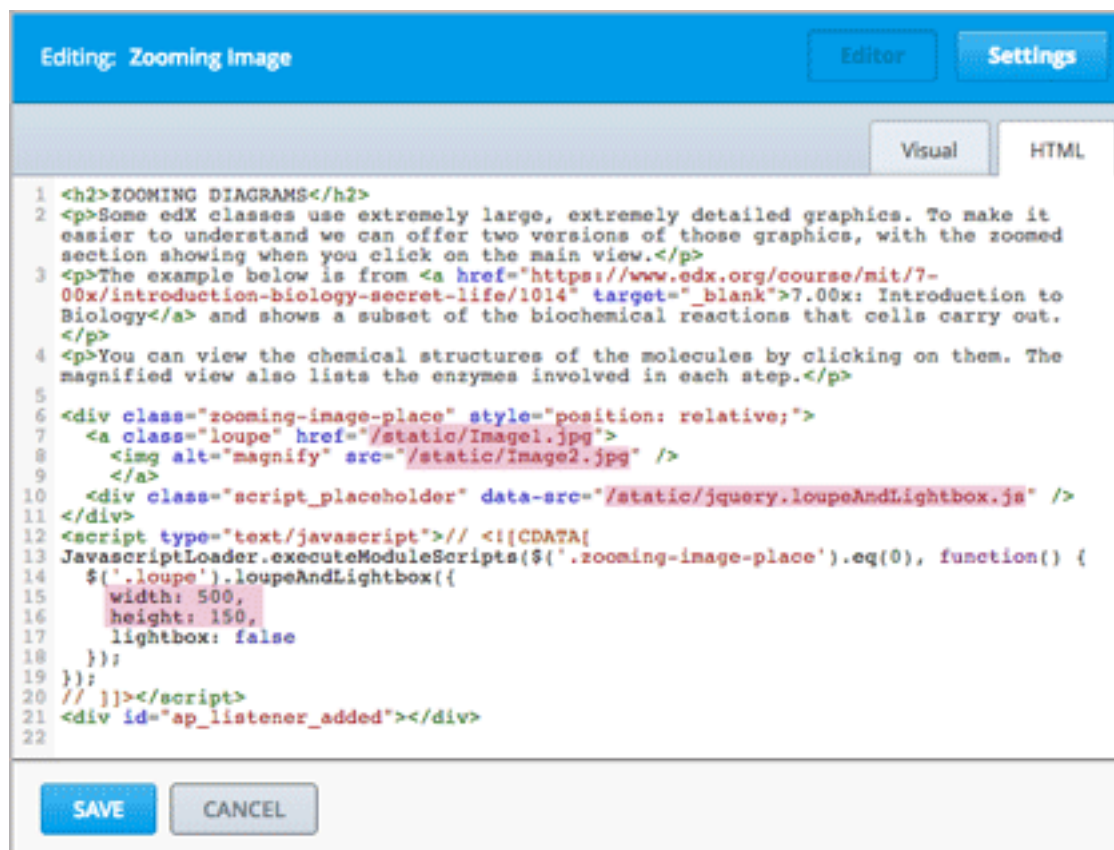 Editing: Zooming Image
Editor
Settings
Visual
HTML
1 <h2>ZOOMING DIAGRAMS</h2>
2 <p>Some edX classes use extremely large, extremely detailed graphics. To make it
easier to understand we can offer two versions of those graphics, with the zoomed
section showing when you click on the main view.</p>
3 <p>The example below is from <a href="https://www.edx.org/course/mit/7-
00x/introduction-biology-secret-life/1014" target="_blank">7.00x: Introduction to
Biology</a> and shows a subset of the biochemical reactions that cells carry out.
</p>
4 <p>You can view the chemical structures of the molecules by clicking on them. The
magnified view also lists the enzymes involved in each step.</p>
5
6 <div class="zooming-image-place" style="position: relative;">
7 <a class="loupe" href="/static/Image1.jpg">
8 <img alt="magnify" src="/static/Image2.jpg" />
9 </a>
10 <div class="script_placeholder" data-src="/static/jquery.loupeAndLightbox.js" />
11 </div>
12 <script type="text/javascript">// <![CDATA[
13 JavascriptLoader.executeModuleScripts($('.zooming-image-place').eq(0), function() {
14 $('.loupe').loupeAndLightbox({
15 width: 500,
16 height: 150,
17 lightbox: false
18 });
19 });
20 // ]]></script>
21 <div id="ap_listener_added"></div>
22
SAVE
CANCEL